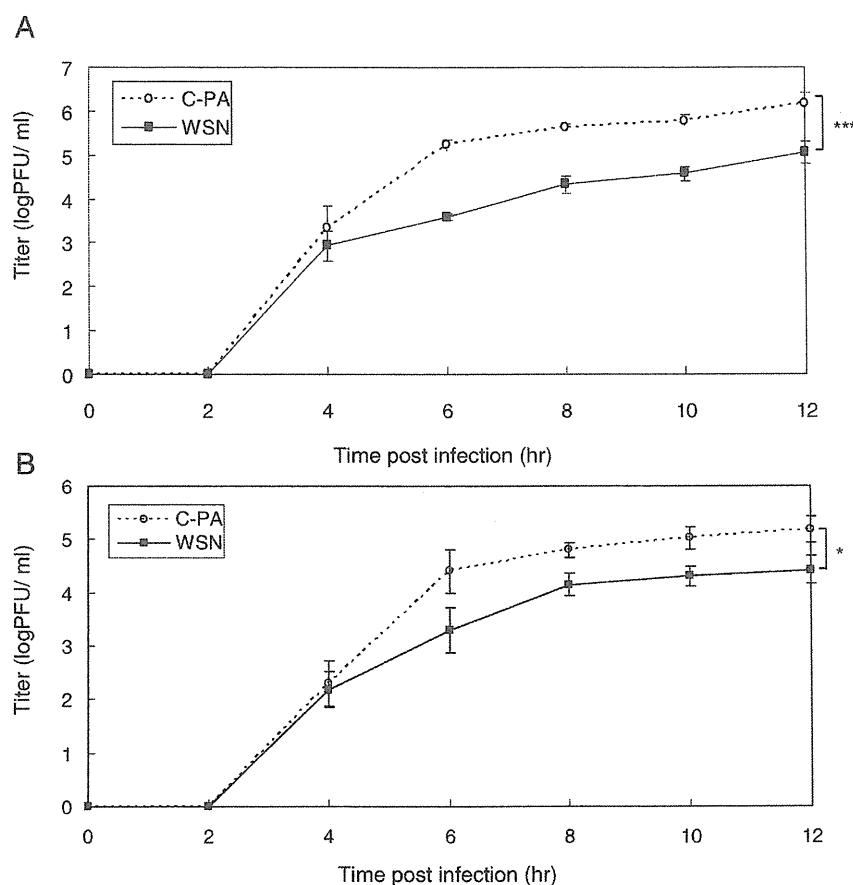 A
7
6
5
4
3
2
1
0
Titer (logPFU/ ml)
C-PA
WSN
***
0 2 4 6 8 10 12
Time post infection (hr)
B
6
5
4
3
2
1
0
Titer (logPFU/ ml)
C-PA
WSN
*
0 2 4 6 8 10 12
Time post infection (hr)